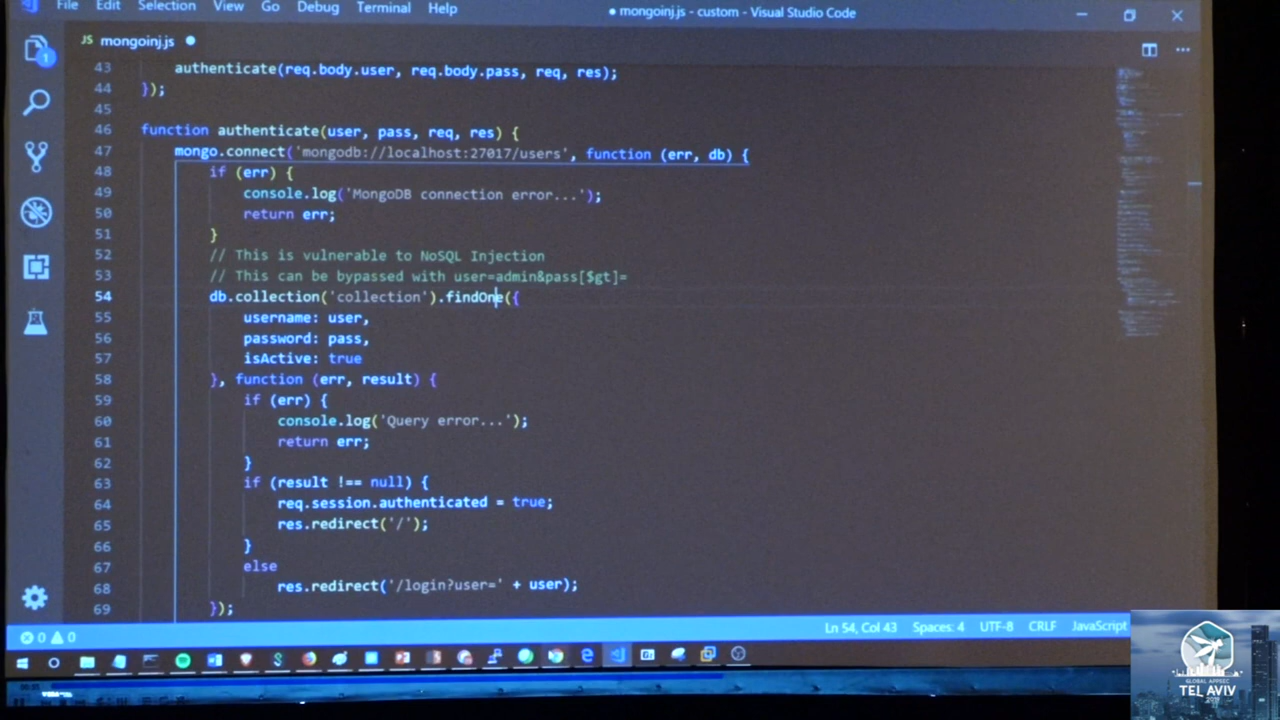 File Edit Selection View Go Debug Terminal Help
● mongoinj.js - custom - Visual Studio Code
JS mongoinj.js ●
1
43 authenticate(req.body.user, req.body.pass, req, res);
44 });
45
46 function authenticate(user, pass, req, res) {
47 mongo.connect('mongodb://localhost:27017/users', function (err, db) {
48 if (err) {
49 console.log('MongoDB connection error...');
50 return err;
51 }
52 // This is vulnerable to NoSQL Injection
53 // This can be bypassed with user=admin&pass[$gt]=
54 db.collection('collection').findOne({
55 username: user,
56 password: pass,
57 isActive: true
58 }, function (err, result) {
59 if (err) {
60 console.log('Query error...');
61 return err;
62 }
63 if (result !== null) {
64 req.session.authenticated = true;
65 res.redirect('/');
66 }
67 else
68 res.redirect('/login?user=' + user);
69 });
0 0 Ln 54, Col 43 Spaces: 4 UTF-8 CRLF JavaScript
GLOBAL APPSEC
TEL AVIV